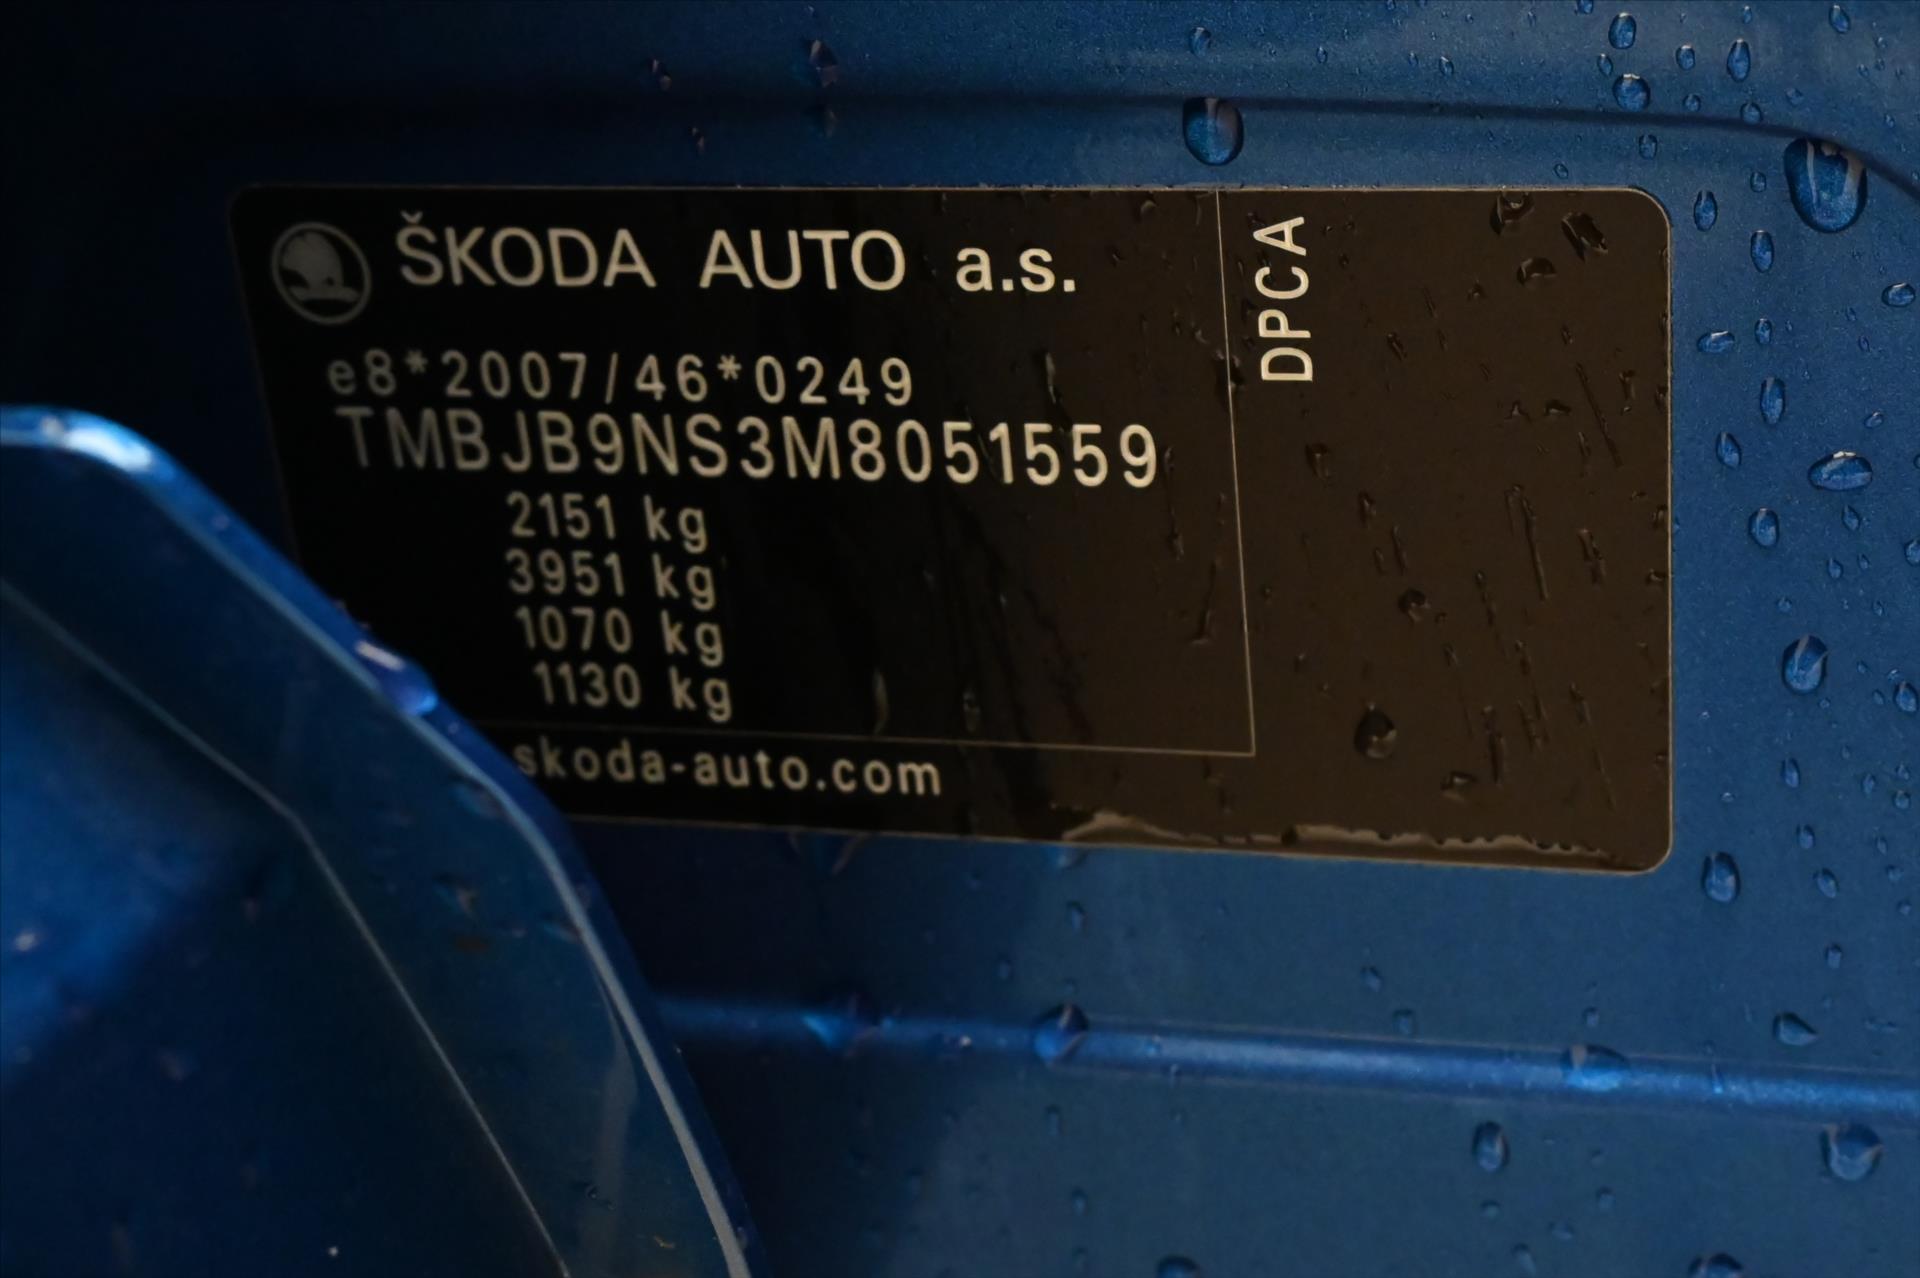 ŠKODA AUTO a.s.
DPCA
e8*2007/46*0249
TMBJB9NS3M8051559
2151 kg
3951 kg
1070 kg
1130 kg
skoda-auto.com